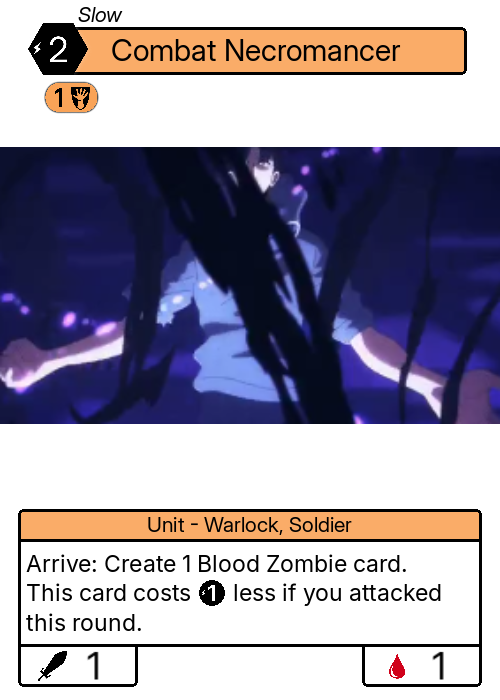 Slow
2 Combat Necromancer
1
Unit - Warlock, Soldier
Arrive: Create 1 Blood Zombie card.
This card costs 1 less if you attacked
this round.
1 1